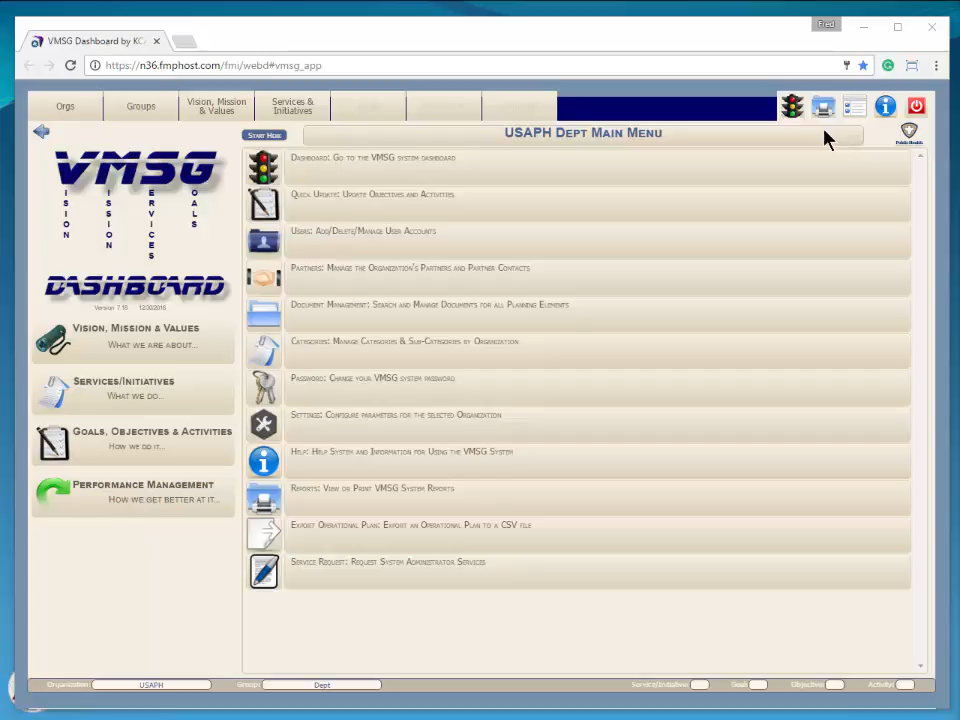 Fred
VMSG Dashboard by KC
https://n36.fmphost.com/fmi/webd#vmsg_app
Orgs
Groups
Vision, Mission
& Values
Services &
Initiatives
Start Here
USAPH Dept Main Menu
Public Health
VMSG
ISION
ISSION
ERVICES
OALS
DASHBOARD
Version 7.16 12/30/2016
Vision, Mission & Values
What we are about...
Services/Initiatives
What we do...
Goals, Objectives & Activities
How we do it...
Performance Management
How we get better at it...
Dashboard: Go to the VMSG system dashboard
Quick Update: Update Objectives and Activities
Users: Add/Delete/Manage User Accounts
Partners: Manage the Organization's Partners and Partner Contacts
Document Management: Search and Manage Documents for all Planning Elements
Categories: Manage Categories & Sub-Categories by Organization
Password: Change your VMSG system password
Settings: Configure parameters for the selected Organization
Help: Help System and Information for Using the VMSG System
Reports: View or Print VMSG System Reports
Export Operational Plan: Export an Operational Plan to a CSV file
Service Request: Request System Administrator Services
Organization: USAPH Group: Dept Service/Initiative: Goal: Objective: Activity: